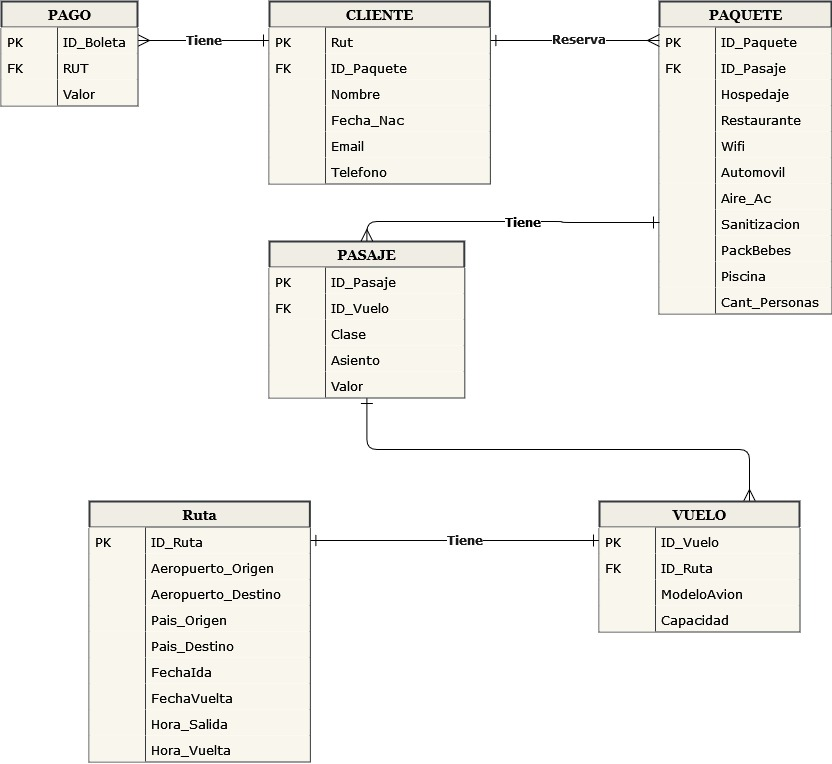 PAGO
PK ID_Boleta
FK RUT
Valor
Tiene
CLIENTE
PK Rut
FK ID_Paquete
Nombre
Fecha_Nac
Email
Telefono
Reserva
PAQUETE
PK ID_Paquete
FK ID_Pasaje
Hospedaje
Restaurante
Wifi
Automovil
Aire_Ac
Sanitizacion
PackBebes
Piscina
Cant_Personas
Tiene
PASAJE
PK ID_Pasaje
FK ID_Vuelo
Clase
Asiento
Valor
Ruta
PK ID_Ruta
Aeropuerto_Origen
Aeropuerto_Destino
Pais_Origen
Pais_Destino
FechaIda
FechaVuelta
Hora_Salida
Hora_Vuelta
Tiene
VUELO
PK ID_Vuelo
FK ID_Ruta
ModeloAvion
Capacidad